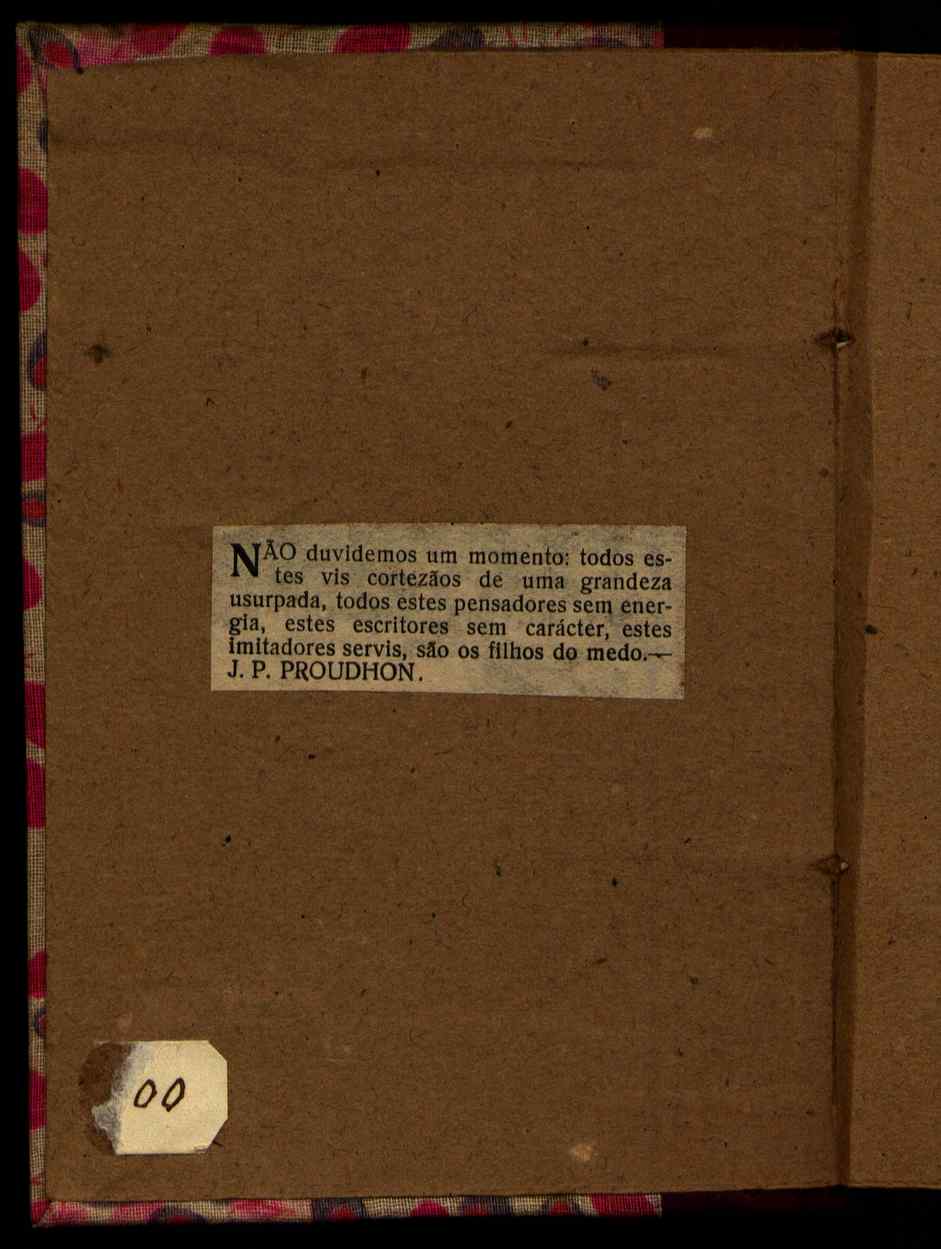 NÃO duvidemos um momento: todos es-
tes vis cortezãos de uma grandeza
usurpada, todos estes pensadores sem ener-
gia, estes escritores sem carácter, estes
imitadores servis, são os filhos do medo.—
J. P. PROUDHON.
00